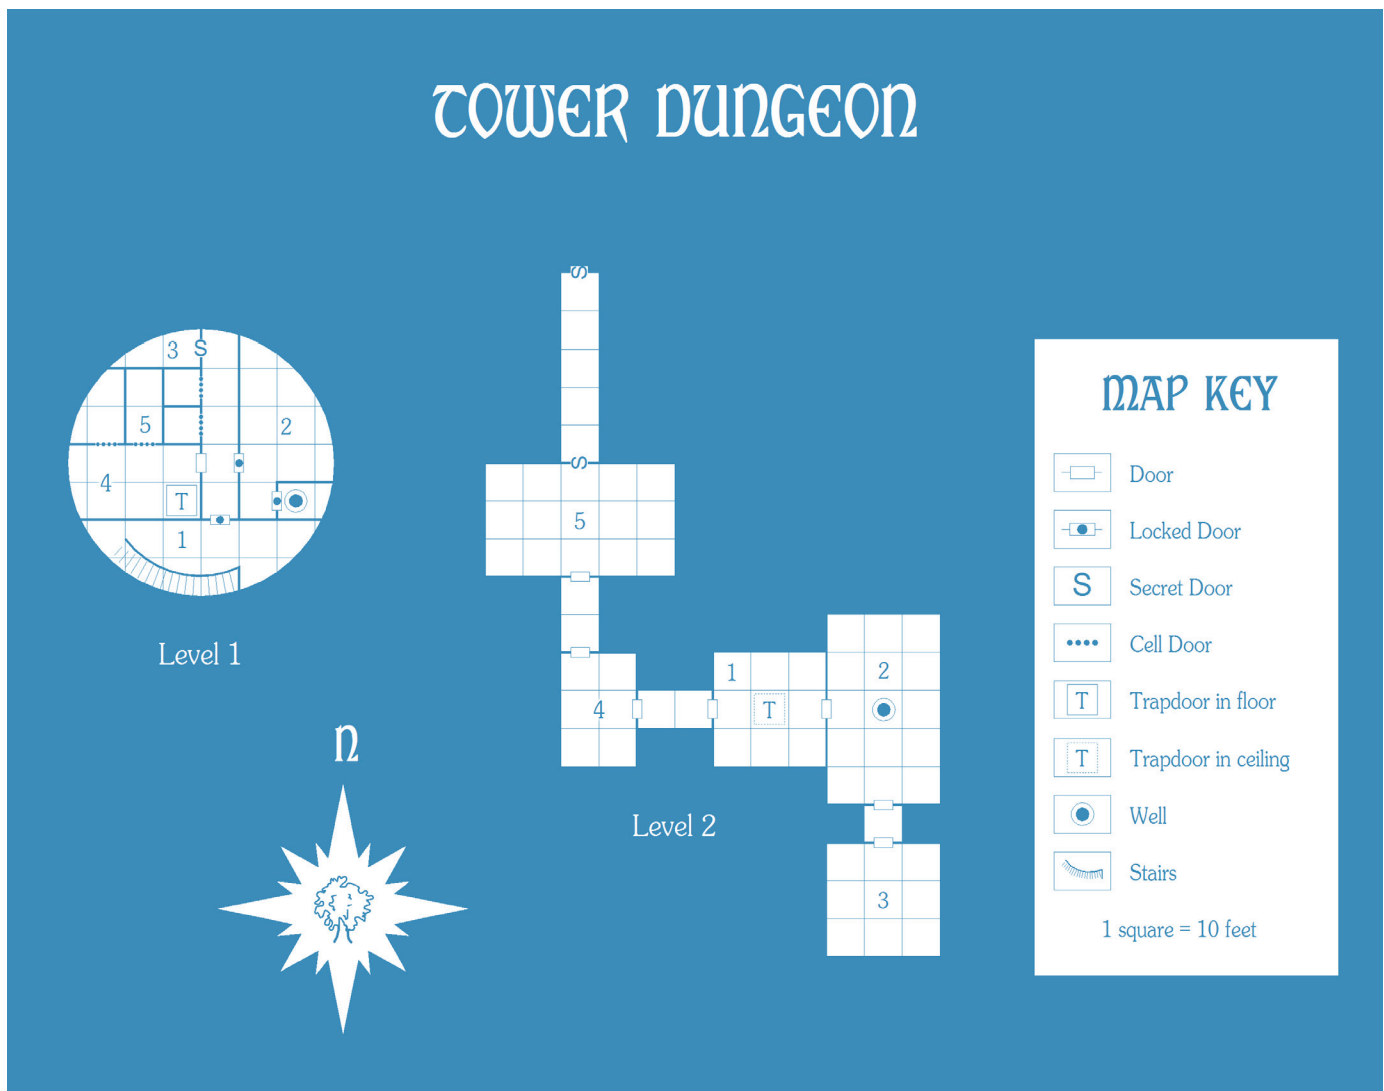 TOWER DUNGEON
S
3 S
5
2
4
T
1
Level 1
S
5
1
2
4
T
Level 2
3
N
MAP KEY
Door
Locked Door
S Secret Door
Cell Door
T Trapdoor in floor
T Trapdoor in ceiling
Well
Stairs
1 square = 10 feet